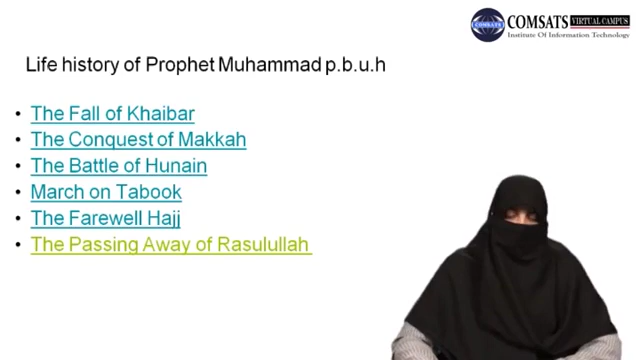 COMSATS VIRTUAL CAMPUS
Institute Of Information Technology
Life history of Prophet Muhammad p.b.u.h
• The Fall of Khaibar
• The Conquest of Makkah
• The Battle of Hunain
• March on Tabook
• The Farewell Hajj
• The Passing Away of Rasulullah